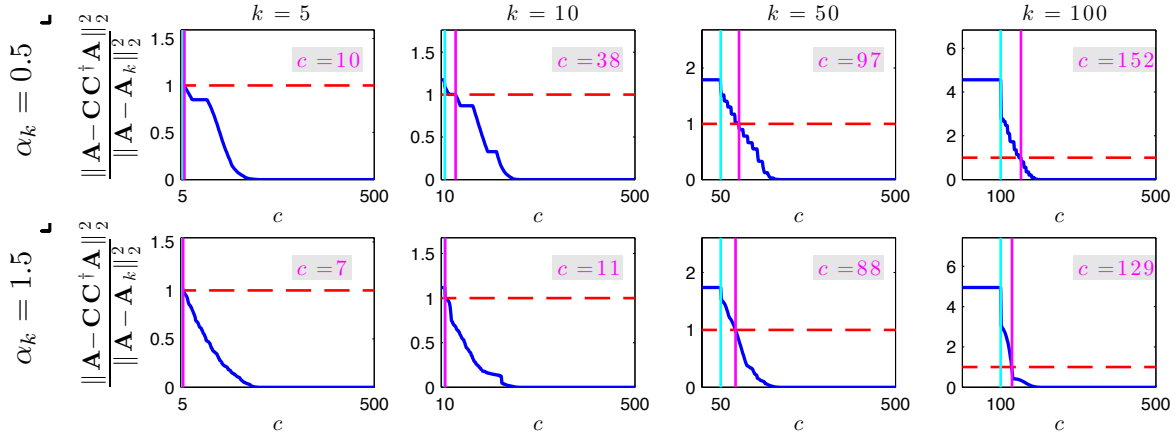 k = 5
k = 10
k = 50
k = 100
α_k = 0.5
‖A−CC†A‖₂²
‖A−A_k‖₂²
1.5
1
0.5
0
5
500
c
c =10
1.5
1
0.5
0
10
500
c
c =38
2
1
0
50
500
c
c =97
6
4
2
0
100
500
c
c =152
α_k = 1.5
‖A−CC†A‖₂²
‖A−A_k‖₂²
1.5
1
0.5
0
5
500
c
c =7
1.5
1
0.5
0
10
500
c
c =11
2
1
0
50
500
c
c =88
6
4
2
0
100
500
c
c =129